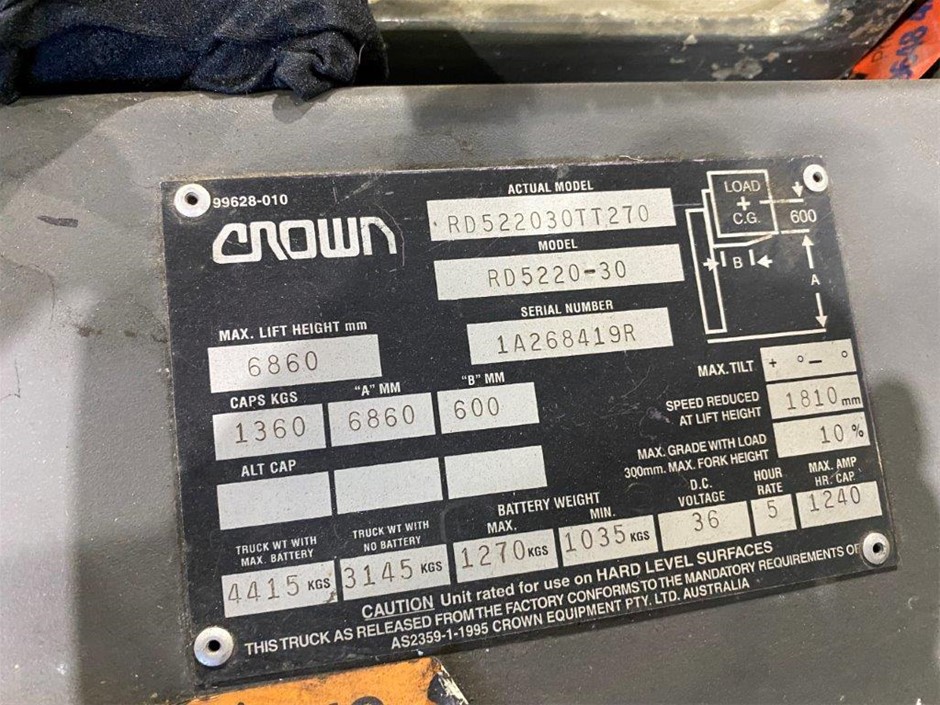 99628-010
CROWN
ACTUAL MODEL
RD522030TT270
MODEL
RD5220-30
SERIAL NUMBER
1A268419R
LOAD
+
C.G.
600
B
A
MAX. LIFT HEIGHT mm
6860
CAPS KGS "A" MM "B" MM
1360 6860 600
ALT CAP
MAX. TILT + ° — °
SPEED REDUCED
AT LIFT HEIGHT
1810 mm
MAX. GRADE WITH LOAD
300mm. MAX. FORK HEIGHT
10 %
TRUCK WT WITH
MAX. BATTERY
4415 KGS
TRUCK WT WITH
NO BATTERY
3145 KGS
BATTERY WEIGHT
MAX. MIN.
1270 KGS 1035 KGS
D.C.
VOLTAGE
36
HOUR
RATE
5
MAX. AMP
HR. CAP.
1240
CAUTION Unit rated for use on HARD LEVEL SURFACES
THIS TRUCK AS RELEASED FROM THE FACTORY CONFORMS TO THE MANDATORY REQUIREMENTS OF
AS2359-1-1995 CROWN EQUIPMENT PTY. LTD. AUSTRALIA